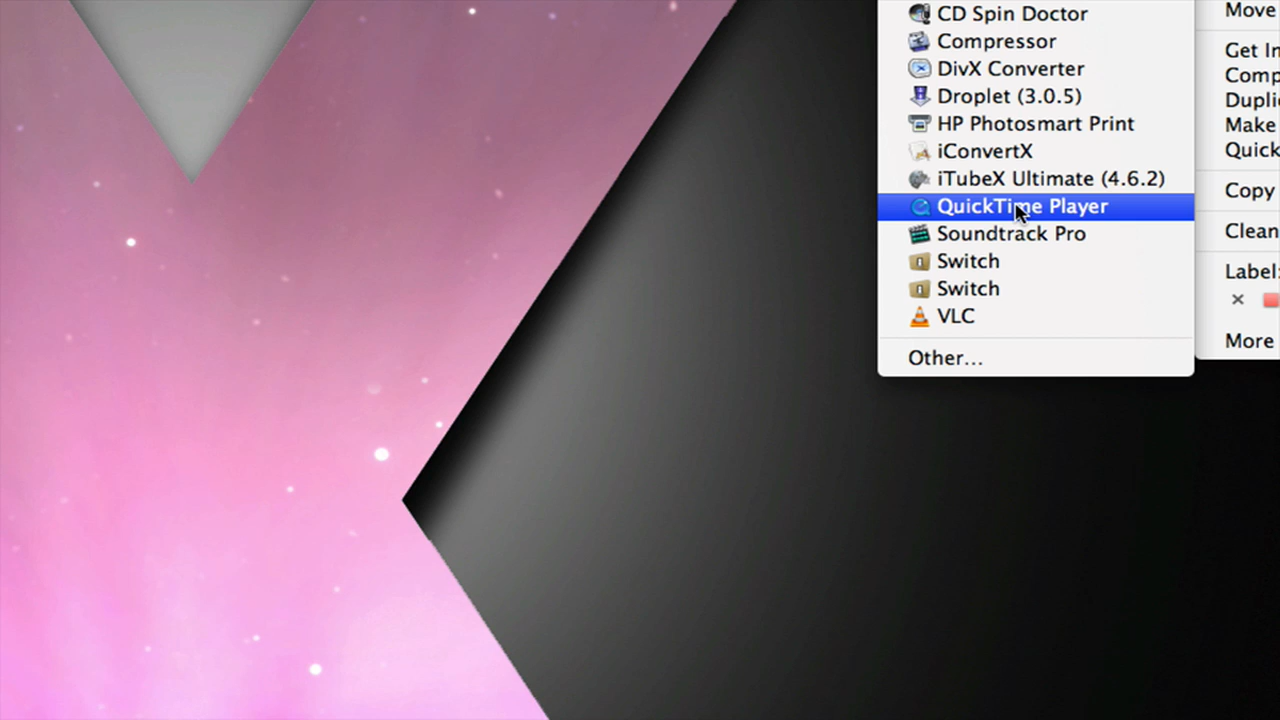 CD Spin Doctor
Compressor
DivX Converter
Droplet (3.0.5)
HP Photosmart Print
iConvertX
iTubeX Ultimate (4.6.2)
QuickTime Player
Soundtrack Pro
Switch
Switch
VLC
Other...
Move
Get In
Comp
Dupli
Make
Quick
Copy
Clean
Label:
More